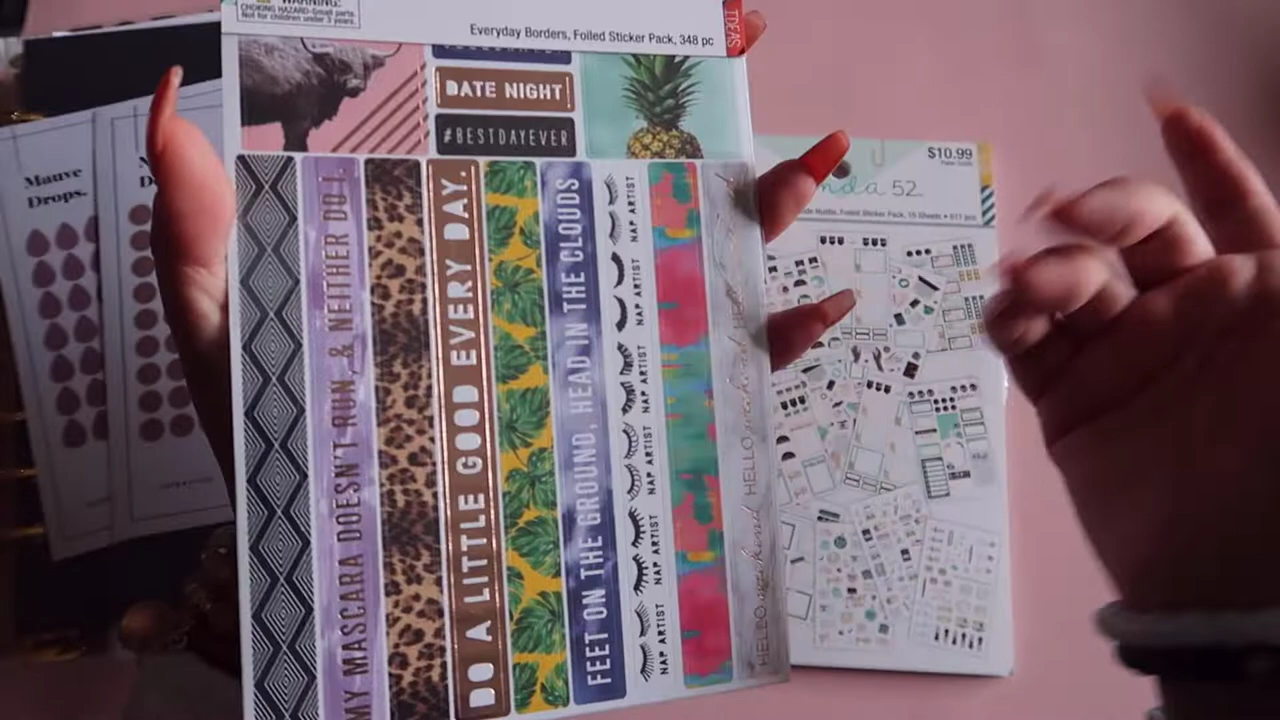 WARNING:
CHOKING HAZARD-Small parts.
Not for children under 3 years.
Everyday Borders, Foiled Sticker Pack, 348 pc
IDEAS
DATE NIGHT
#BESTDAYEVER
MY MASCARA DOESN'T RUN, & NEITHER DO I.
DO A LITTLE GOOD EVERY DAY.
FEET ON THE GROUND, HEAD IN THE CLOUDS
NAP ARTIST
NAP ARTIST
NAP ARTIST
NAP ARTIST
NAP ARTIST
NAP ARTIST
HELLO weekend HELLO weekend HELLO
Mauve
Drops.
$10.99
nda 52
Foiled Sticker Pack, 15 Sheets